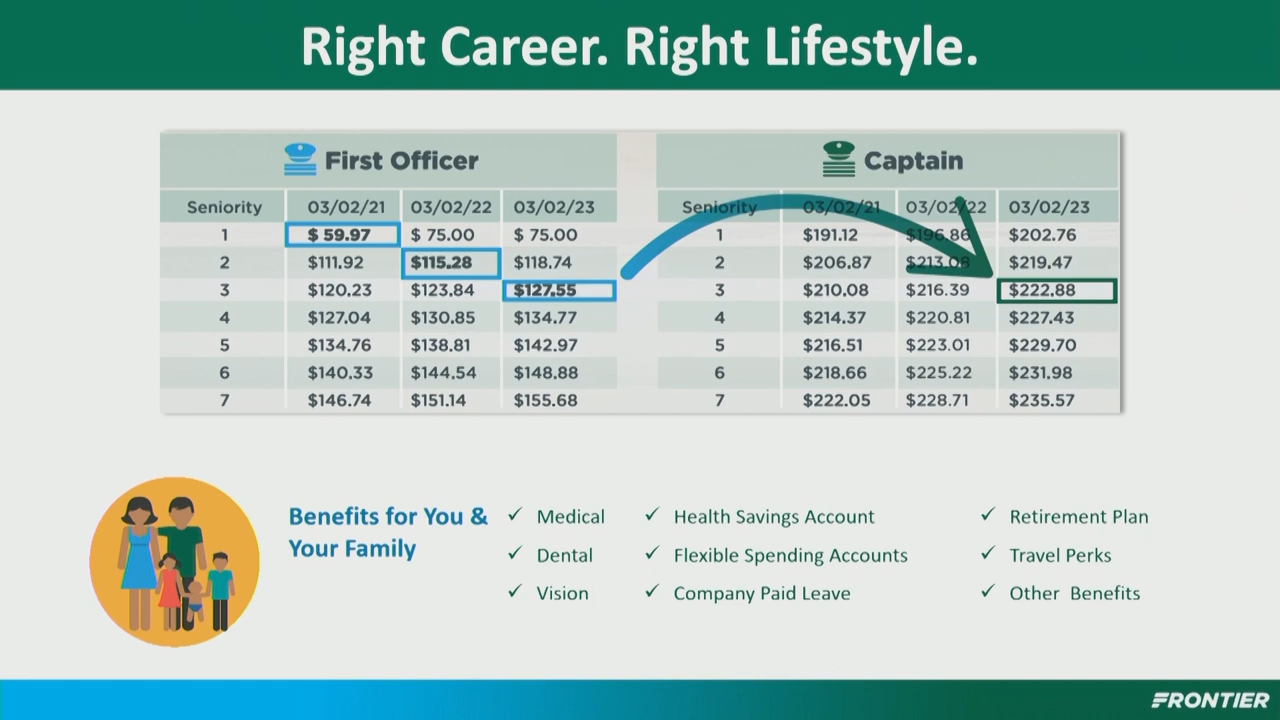 Right Career. Right Lifestyle.
First Officer
Seniority 03/02/21 03/02/22 03/02/23
1 $ 59.97 $ 75.00 $ 75.00
2 $111.92 $115.28 $118.74
3 $120.23 $123.84 $127.55
4 $127.04 $130.85 $134.77
5 $134.76 $138.81 $142.97
6 $140.33 $144.54 $148.88
7 $146.74 $151.14 $155.68
Captain
Seniority 03/02/21 03/02/22 03/02/23
1 $191.12 $196.86 $202.76
2 $206.87 $213.08 $219.47
3 $210.08 $216.39 $222.88
4 $214.37 $220.81 $227.43
5 $216.51 $223.01 $229.70
6 $218.66 $225.22 $231.98
7 $222.05 $228.71 $235.57
Benefits for You &
Your Family
✓ Medical
✓ Dental
✓ Vision
✓ Health Savings Account
✓ Flexible Spending Accounts
✓ Company Paid Leave
✓ Retirement Plan
✓ Travel Perks
✓ Other Benefits
FRONTIER